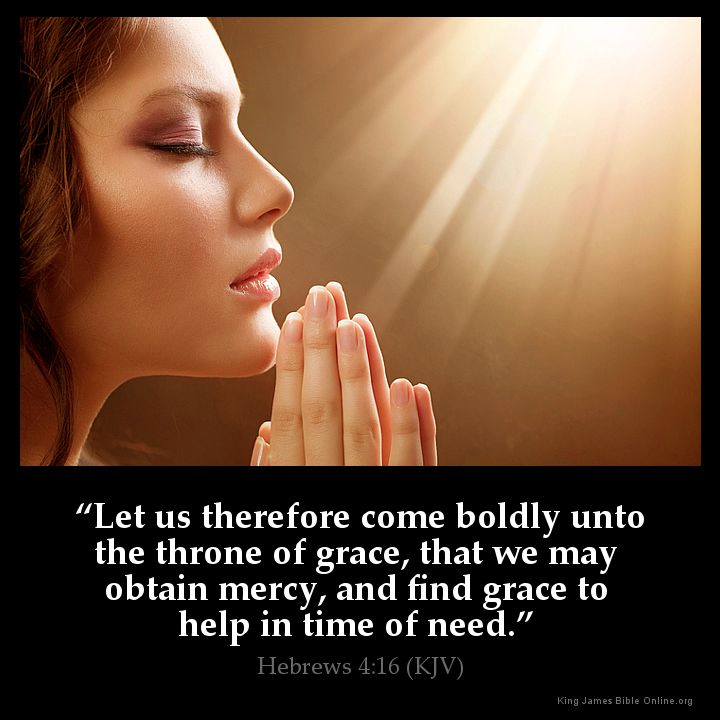 “Let us therefore come boldly unto
the throne of grace, that we may
obtain mercy, and find grace to
help in time of need.”
Hebrews 4:16 (KJV)
King James Bible Online.org